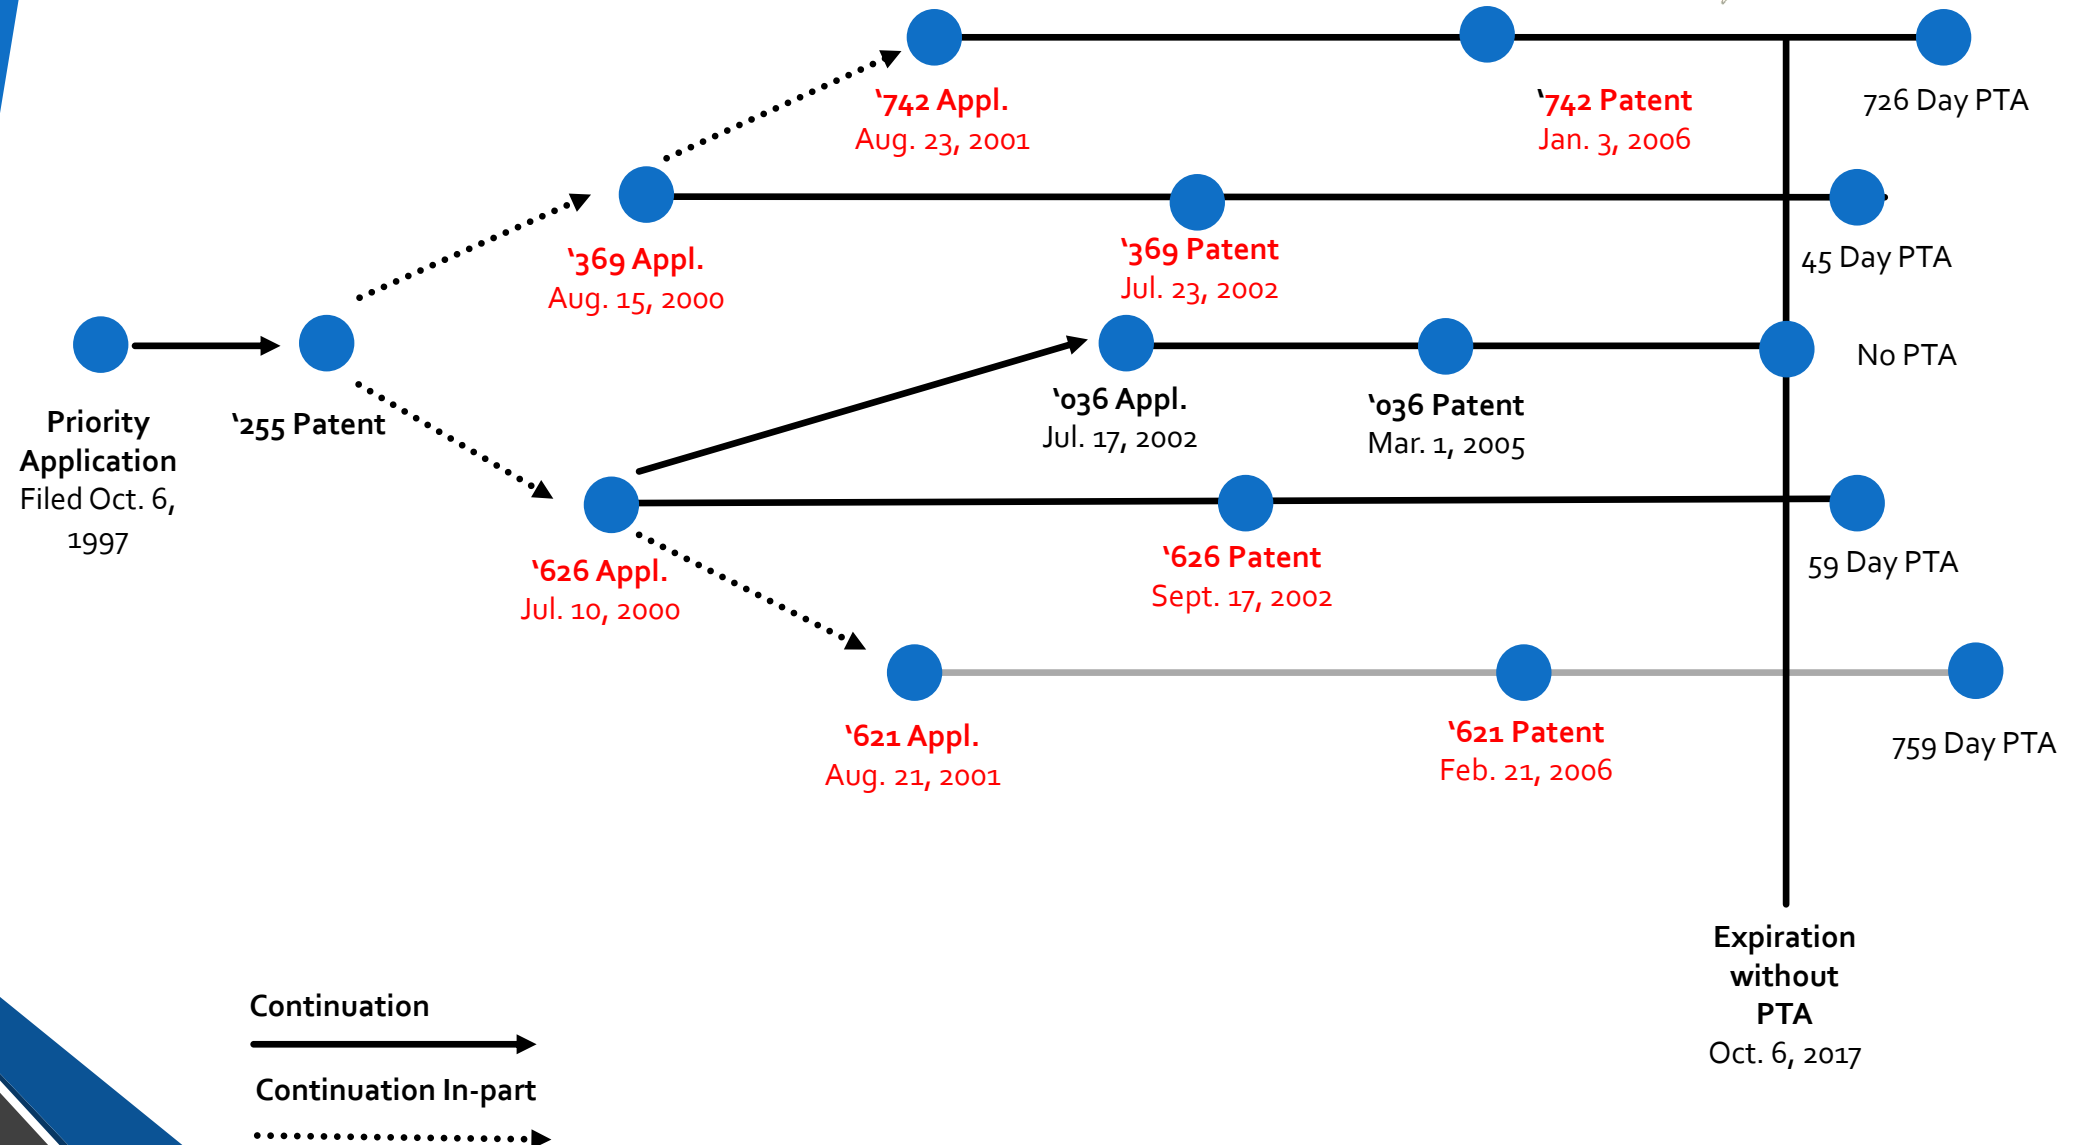 ‘742 Appl.
Aug. 23, 2001
‘742 Patent
Jan. 3, 2006
726 Day PTA
‘369 Appl.
Aug. 15, 2000
‘369 Patent
Jul. 23, 2002
45 Day PTA
Priority
Application
Filed Oct. 6,
1997
‘255 Patent
‘036 Appl.
Jul. 17, 2002
‘036 Patent
Mar. 1, 2005
No PTA
‘626 Appl.
Jul. 10, 2000
‘626 Patent
Sept. 17, 2002
59 Day PTA
‘621 Appl.
Aug. 21, 2001
‘621 Patent
Feb. 21, 2006
759 Day PTA
Expiration
without
PTA
Oct. 6, 2017
Continuation
Continuation In-part